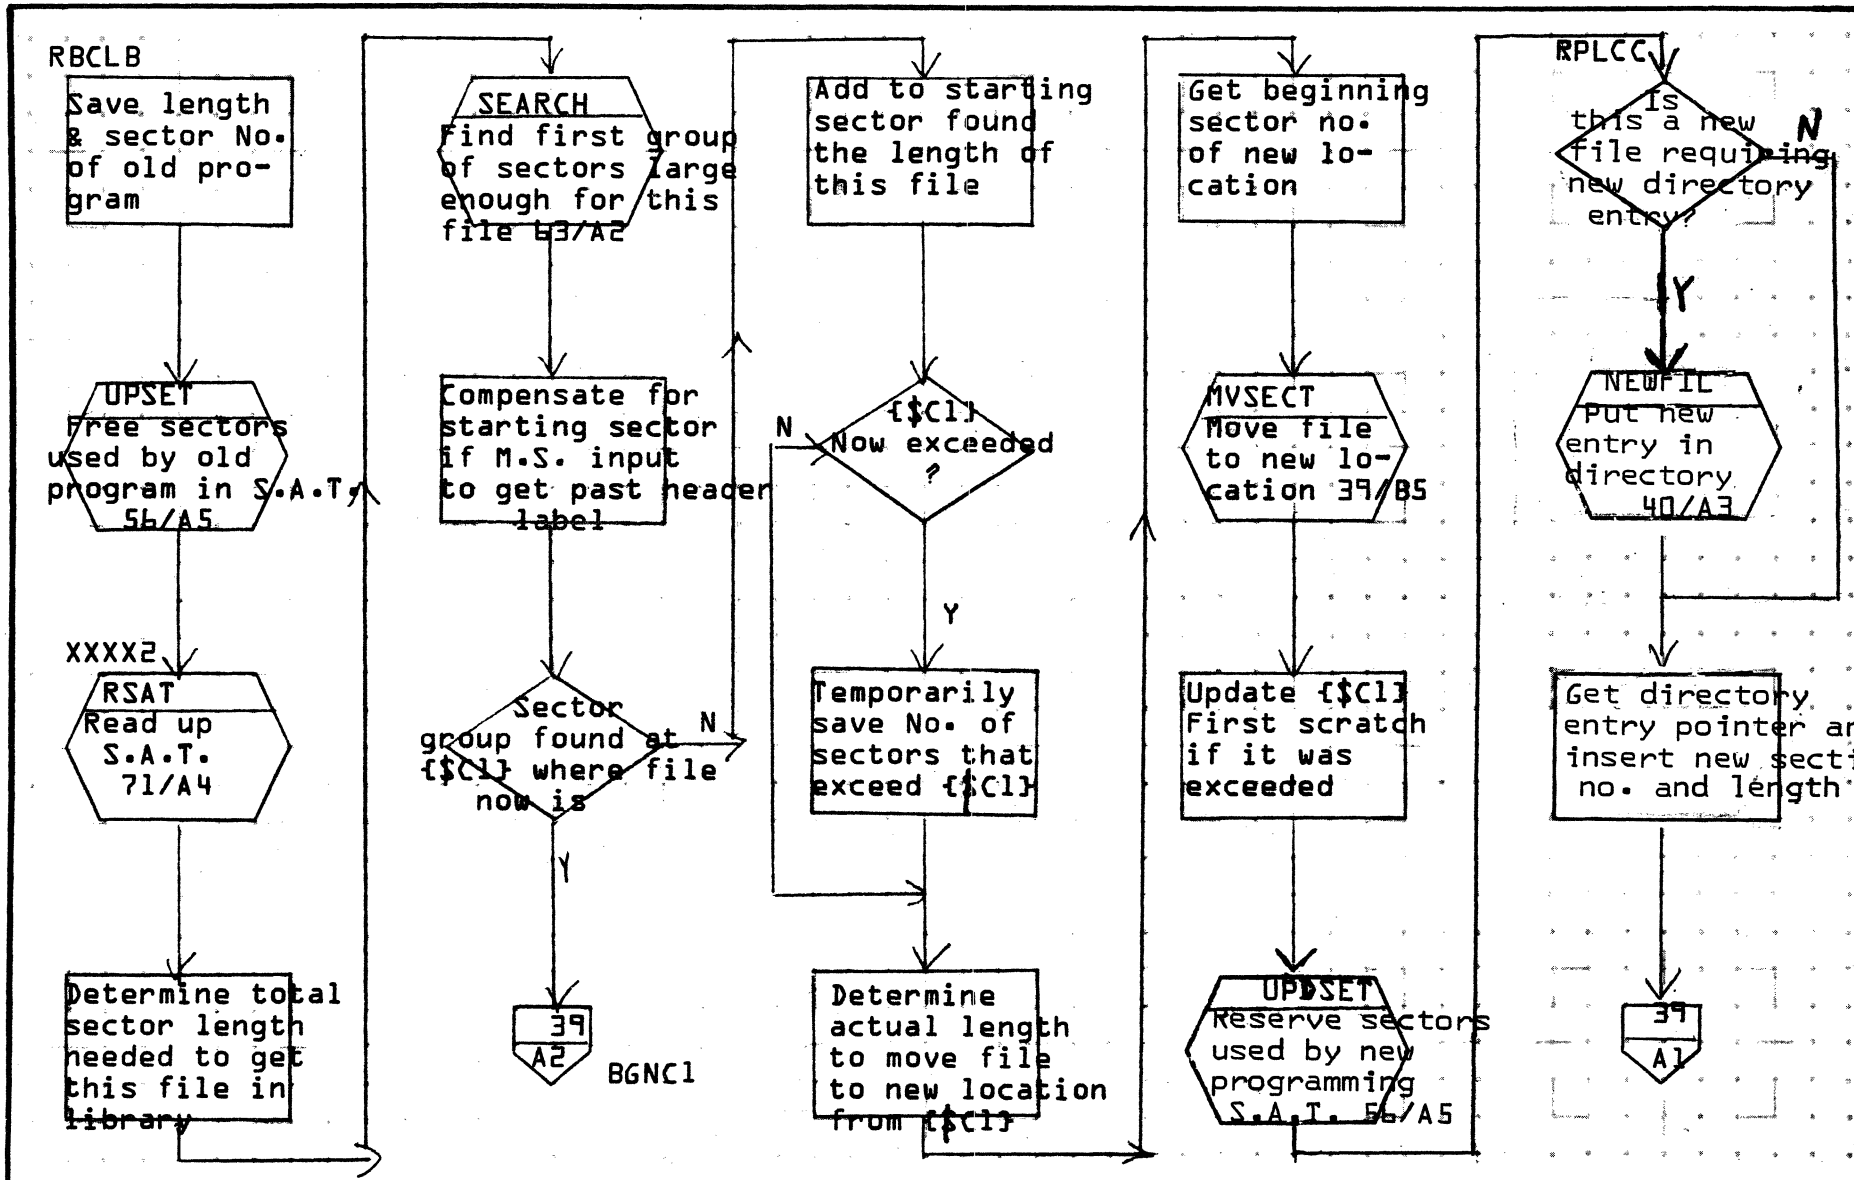 RBCLB
Save length
& sector No.
of old pro-
gram
UPSET
Free sectors
used by old
program in S.A.T.
56/A5
XXXX2
RSAT
Read up
S.A.T.
71/A4
Determine total
sector length
needed to get
this file in
library
SEARCH
Find first group
of sectors large
enough for this
file 63/A2
Compensate for
starting sector
if M.S. input
to get past header
label
Sector
group found at
{$C1} where file
now is
N
Y
39
A2
BGNC1
Add to starting
sector found
the length of
this file
{$C1}
Now exceeded
?
N
Y
Temporarily
save No. of
sectors that
exceed {$C1}
Determine
actual length
to move file
to new location
from {$C1}
Get beginning
sector no.
of new lo-
cation
MVSECT
Move file
to new lo-
cation 39/B5
Update {$C1}
First scratch
if it was
exceeded
UPDSET
Reserve sectors
used by new
programming
S.A.T. 56/A5
RPLCC
Is
this a new
file requiring
new directory
entry?
N
Y
NEWFIL
Put new
entry in
directory
40/A3
Get directory
entry pointer an
insert new secti
no. and length
39
A1